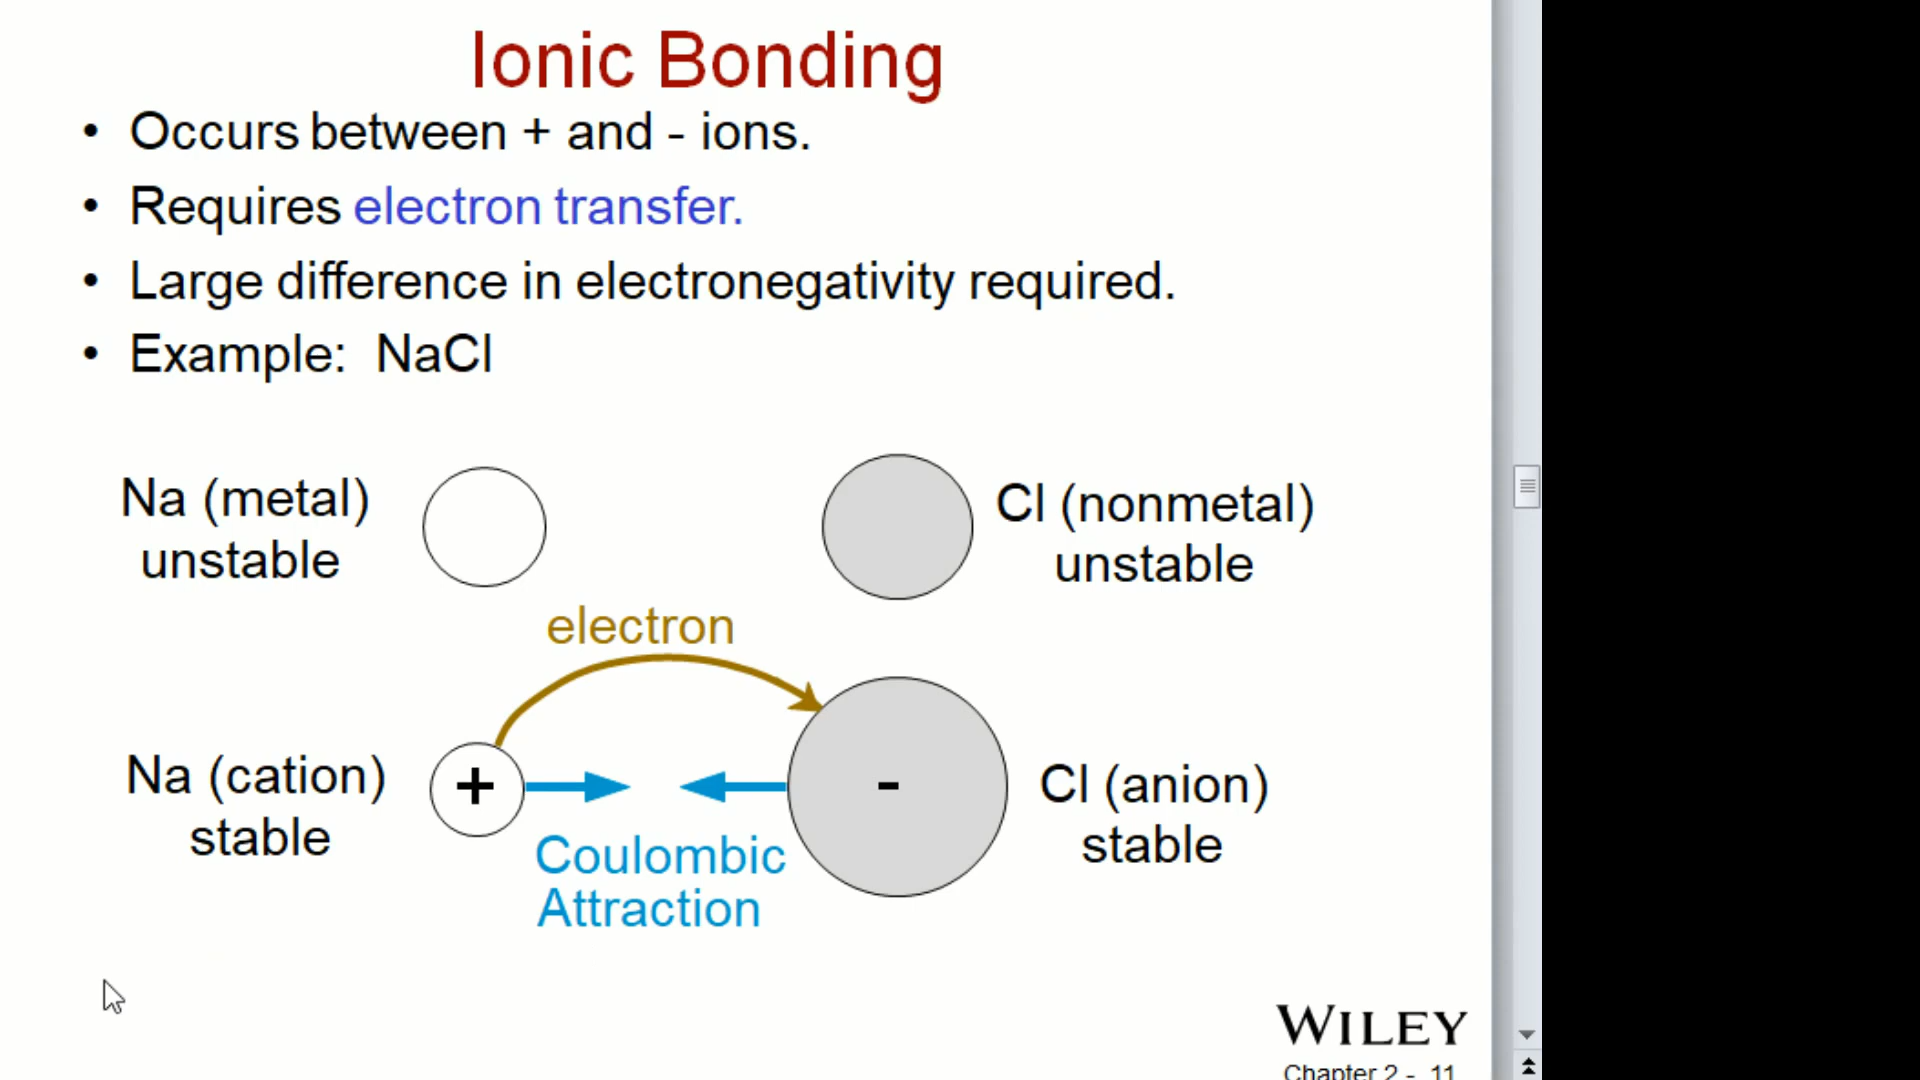 Ionic Bonding
• Occurs between + and - ions.
• Requires electron transfer.
• Large difference in electronegativity required.
• Example: NaCl
Na (metal)
unstable
Cl (nonmetal)
unstable
electron
Na (cation)
stable
+
-
Cl (anion)
stable
Coulombic
Attraction
WILEY
Chapter 2 - 11